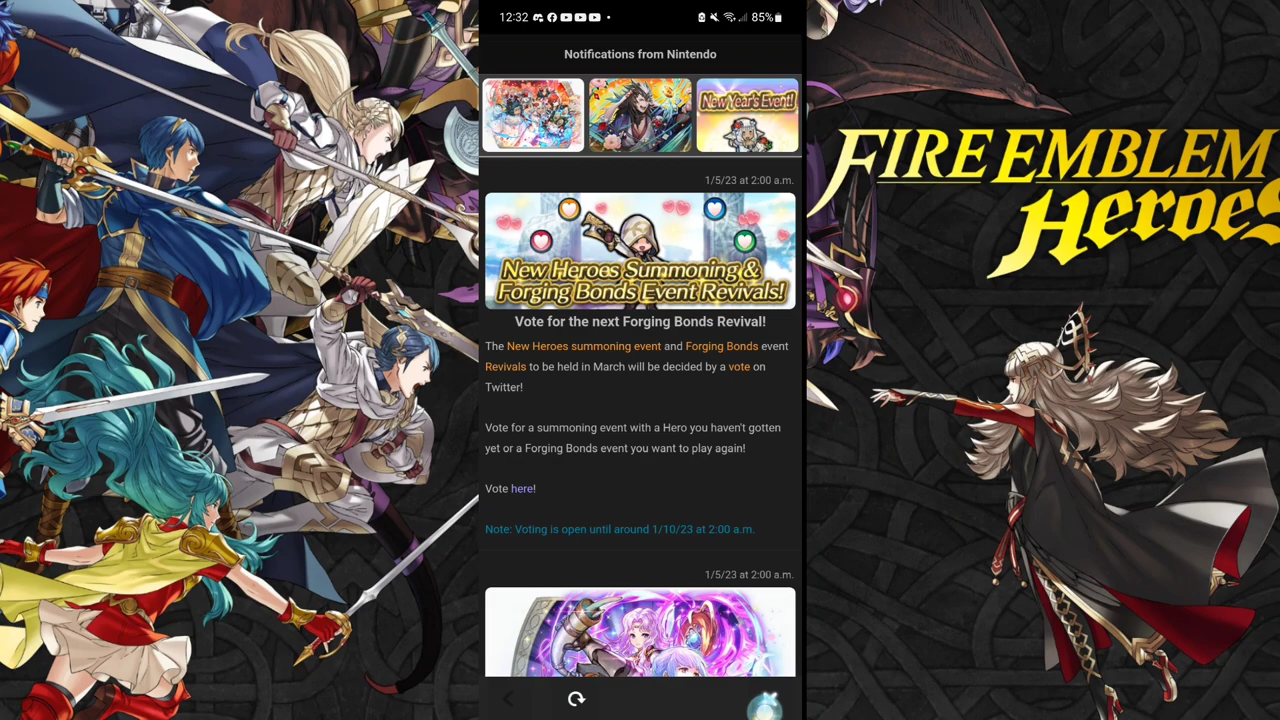 12:32
85%
Notifications from Nintendo
New Year's Event!
1/5/23 at 2:00 a.m.
New Heroes Summoning &
Forging Bonds Event Revivals!
Vote for the next Forging Bonds Revival!
The New Heroes summoning event and Forging Bonds event
Revivals to be held in March will be decided by a vote on
Twitter!
Vote for a summoning event with a Hero you haven't gotten
yet or a Forging Bonds event you want to play again!
Vote here!
Note: Voting is open until around 1/10/23 at 2:00 a.m.
1/5/23 at 2:00 a.m.
FIRE EMBLEM
Heroes